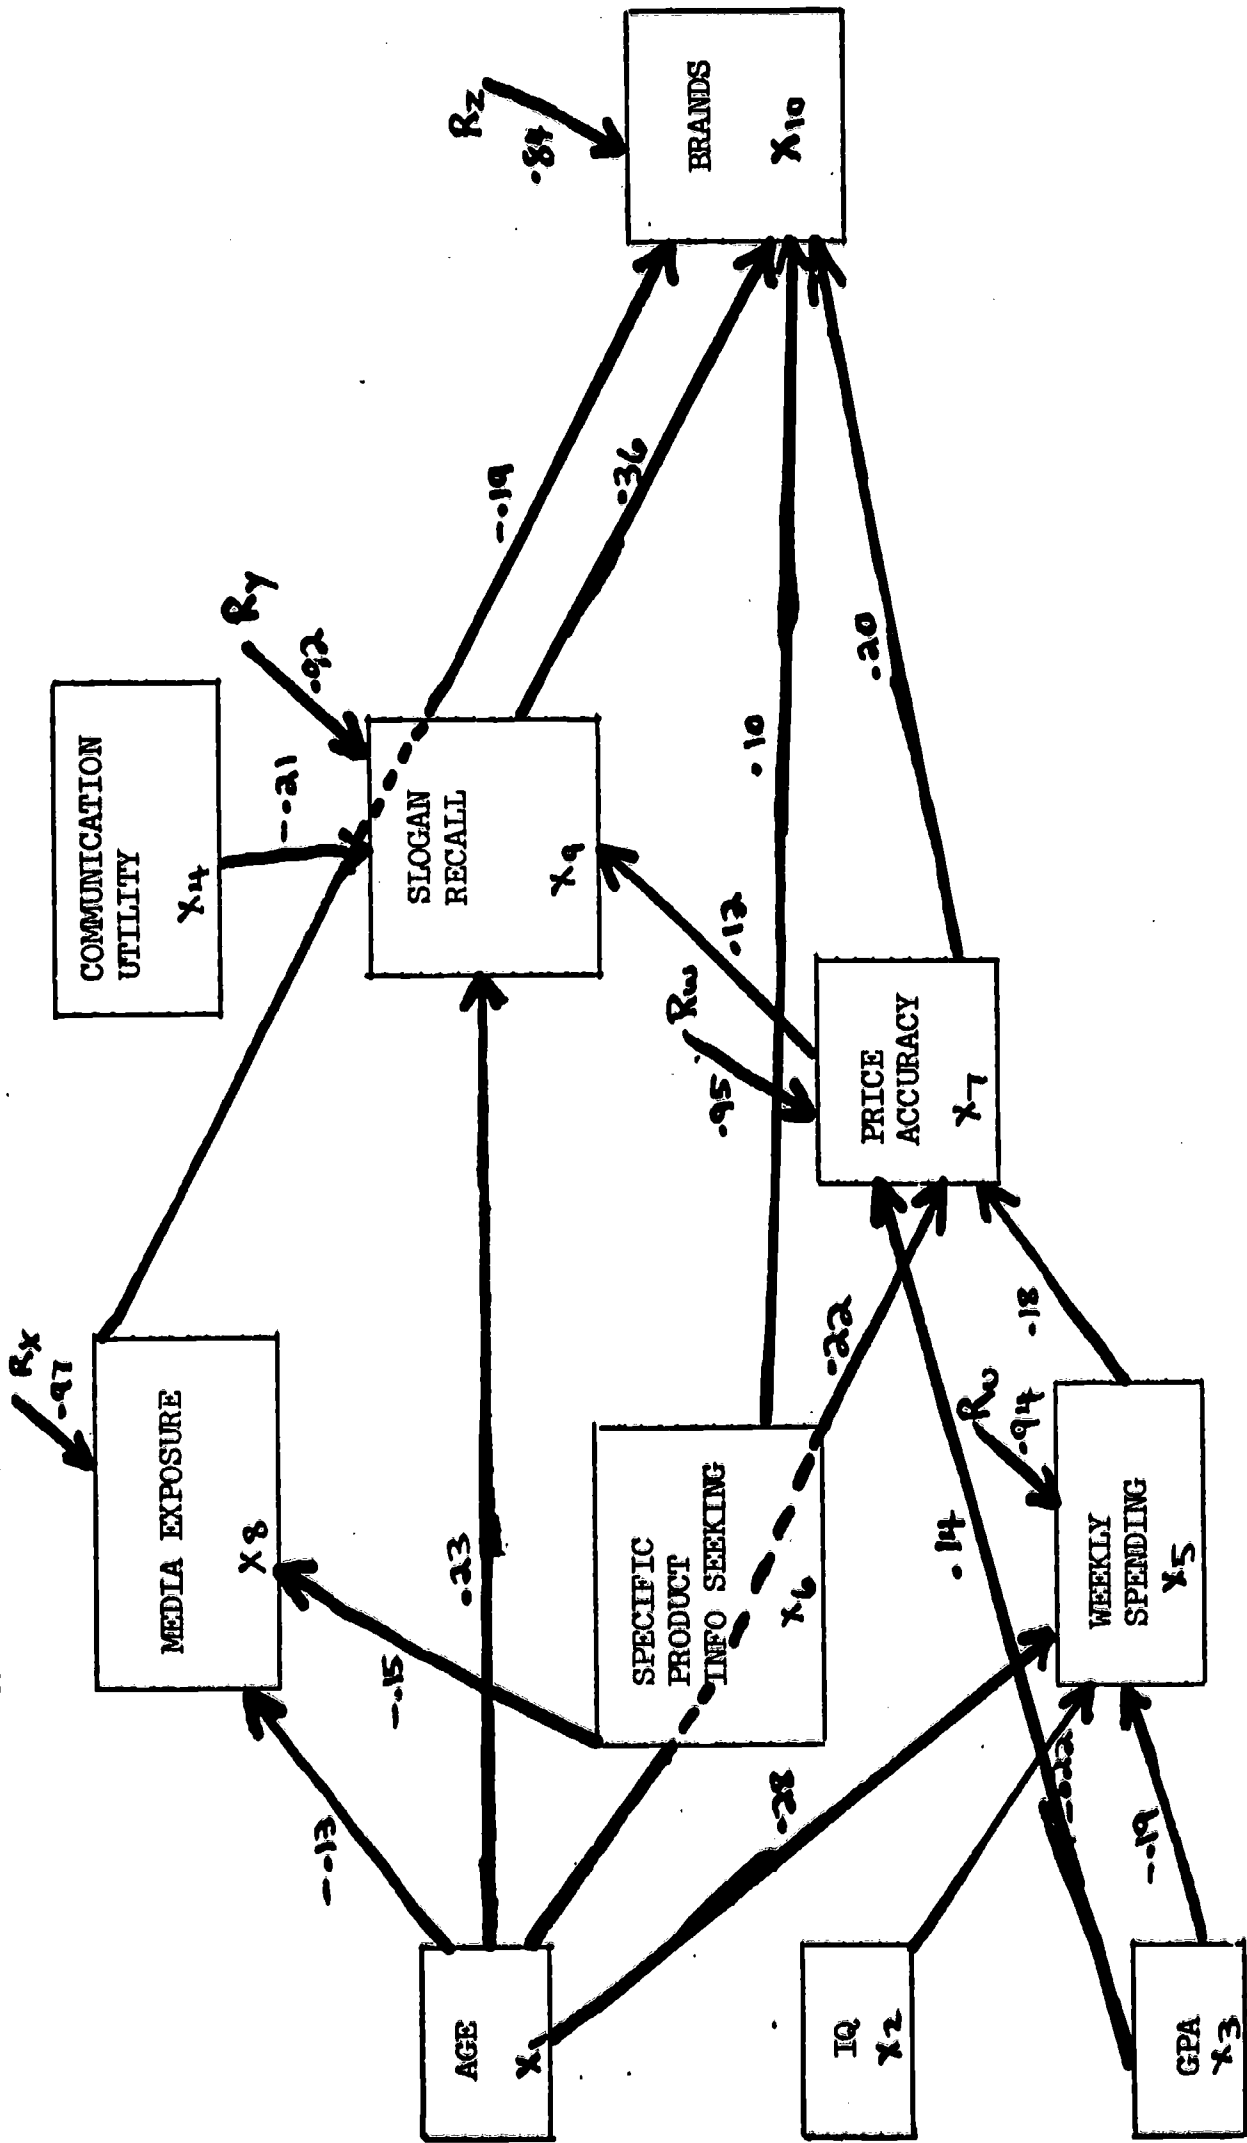 Rx
.97
MEDIA EXPOSURE
X8
COMMUNICATION
UTILITY
X4
-.21
Ry
.92
Rz
.84
-.13
-.15
AGE
X1
.23
SLOGAN
RECALL
X9
-.19
.36
BRANDS
X10
SPECIFIC
PRODUCT
INFO SEEKING
X6
.28
.22
Rw
.95
.12
.10
.20
PRICE
ACCURACY
X7
IQ
X2
.14
Rv
.94
.18
-.022
WEEKLY
SPENDING
X5
-.19
GPA
X3